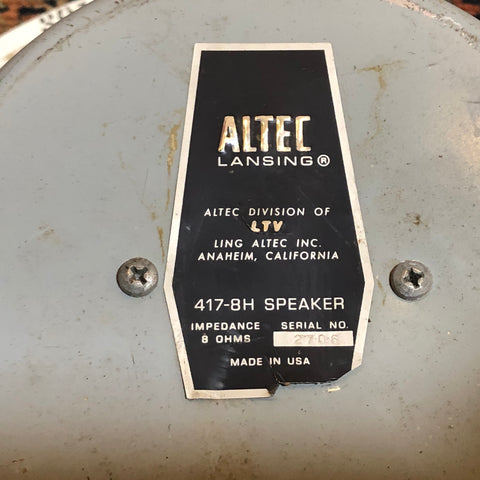 ALTEC
LANSING®
ALTEC DIVISION OF
LTV
LING ALTEC INC.
ANAHEIM, CALIFORNIA
417-8H SPEAKER
IMPEDANCE SERIAL NO.
8 OHMS
MADE IN USA